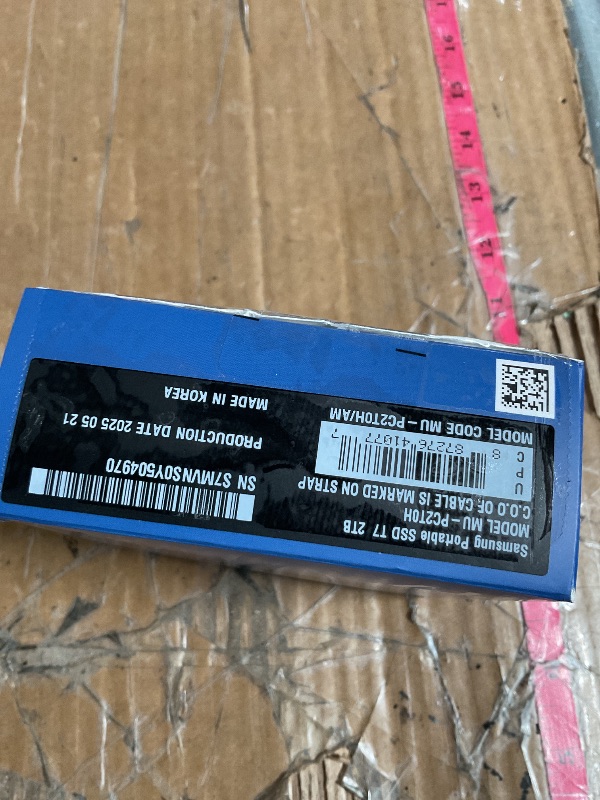 Samsung Portable SSD T7 2TB
MODEL MU-PC2T0H
C.O.O OF CABLE IS MARKED ON STRAP
UPC
8 87276 41077 7
MODEL CODE MU-PC2T0H/AM
SN S7MVNS0Y504970
PRODUCTION DATE 2025 05 21
MADE IN KOREA
16
15
14
13
12
11